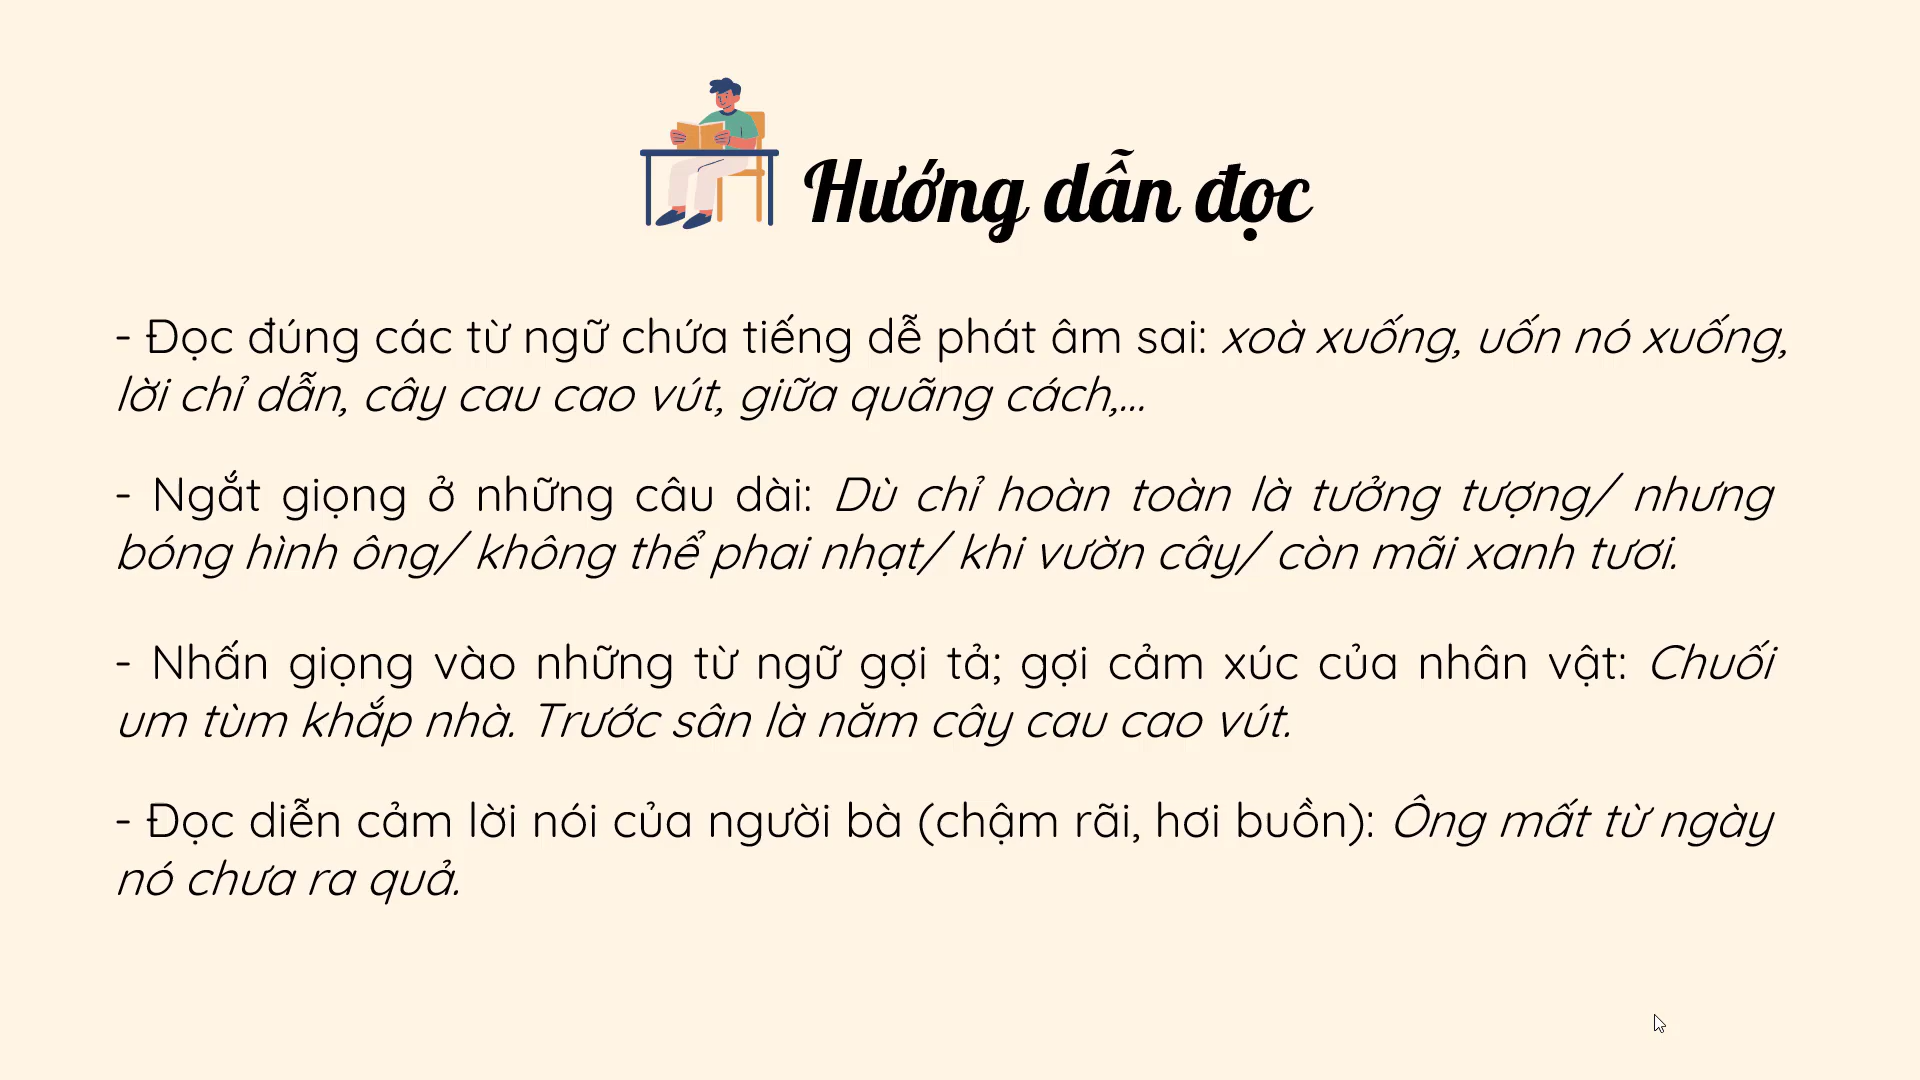 Hướng dẫn đọc
- Đọc đúng các từ ngữ chứa tiếng dễ phát âm sai: xoà xuống, uốn nó xuống,
lời chỉ dẫn, cây cau cao vút, giữa quãng cách,...
- Ngắt giọng ở những câu dài: Dù chỉ hoàn toàn là tưởng tượng/ nhưng
bóng hình ông/ không thể phai nhạt/ khi vườn cây/ còn mãi xanh tươi.
- Nhấn giọng vào những từ ngữ gợi tả; gợi cảm xúc của nhân vật: Chuối
um tùm khắp nhà. Trước sân là năm cây cau cao vút.
- Đọc diễn cảm lời nói của người bà (chậm rãi, hơi buồn): Ông mất từ ngày
nó chưa ra quả.